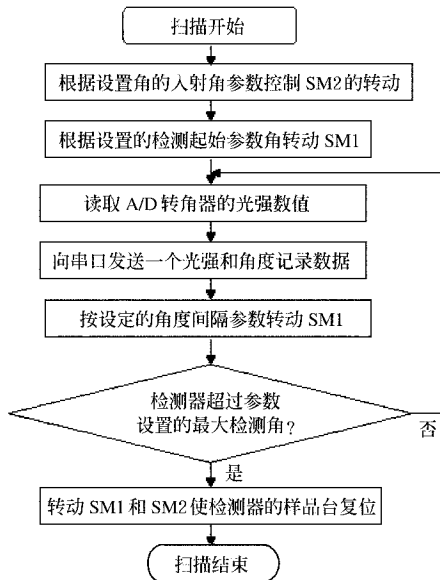 扫描开始
根据设置角的入射角参数控制 SM2的转动
根据设置的检测起始参数角转动 SM1
读取 A/D 转角器的光强数值
向串口发送一个光强和角度记录数据
按设定的角度间隔参数转动 SM1
检测器超过参数
设置的最大检测角?
否
是
转动 SM1 和 SM2 使检测器的样品台复位
扫描结束